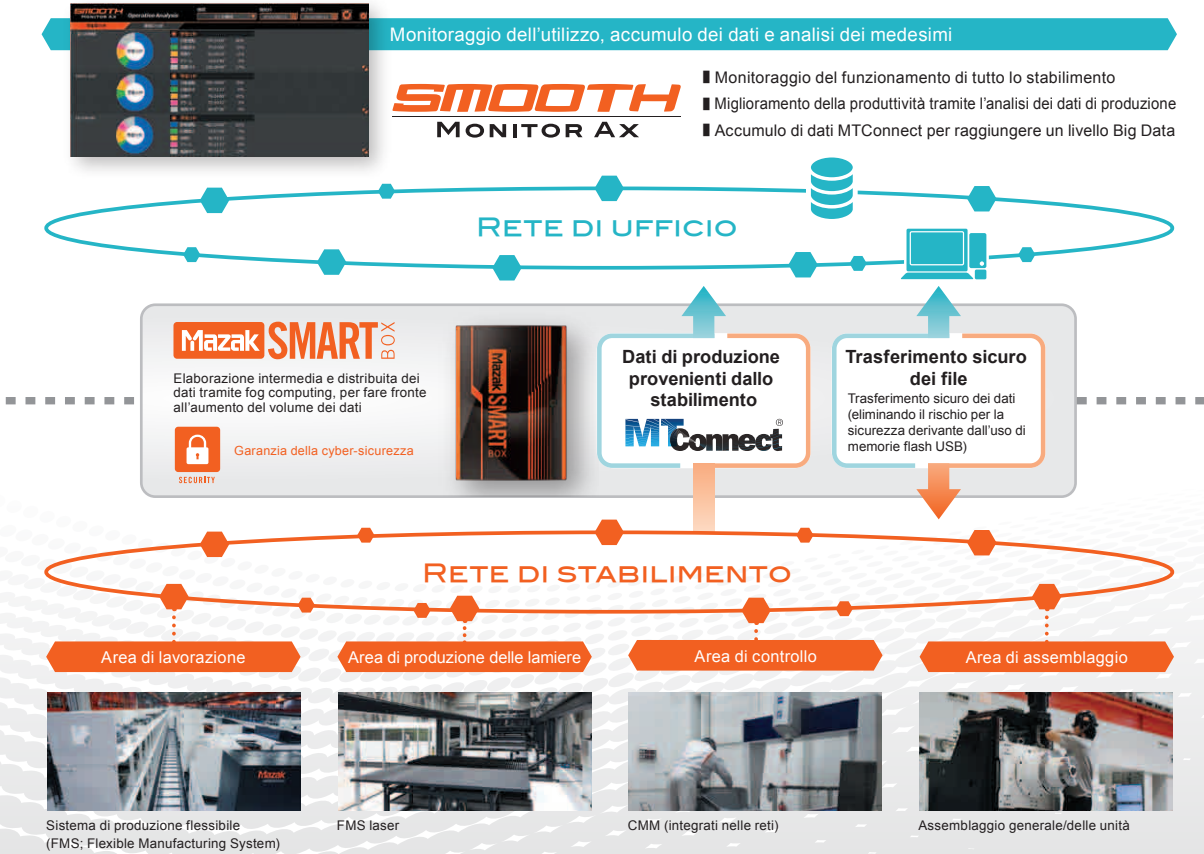 SMOOTH
MONITOR AX
Operative Analysis
Monitoraggio dell'utilizzo, accumulo dei dati e analisi dei medesimi
SMOOTH
MONITOR AX
Monitoraggio del funzionamento di tutto lo stabilimento
Miglioramento della produttività tramite l'analisi dei dati di produzione
Accumulo di dati MTConnect per raggiungere un livello Big Data
RETE DI UFFICIO
Mazak SMART BOX
Elaborazione intermedia e distribuita dei
dati tramite fog computing, per fare fronte
all'aumento del volume dei dati
SECURITY
Garanzia della cyber-sicurezza
Mazak SMART BOX
Dati di produzione
provenienti dallo
stabilimento
MTConnect®
Trasferimento sicuro
dei file
Trasferimento sicuro dei dati
(eliminando il rischio per la
sicurezza derivante dall'uso di
memorie flash USB)
RETE DI STABILIMENTO
Area di lavorazione
Area di produzione delle lamiere
Area di controllo
Area di assemblaggio
Mazak
Sistema di produzione flessibile
(FMS; Flexible Manufacturing System)
FMS laser
CMM (integrati nelle reti)
Assemblaggio generale/delle unità